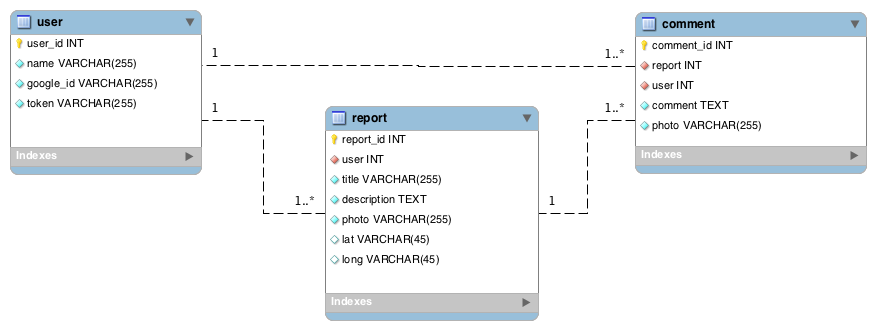 user
user_id INT
name VARCHAR(255)
google_id VARCHAR(255)
token VARCHAR(255)
Indexes
1
1..*
1
1..*
report
report_id INT
user INT
title VARCHAR(255)
description TEXT
photo VARCHAR(255)
lat VARCHAR(45)
long VARCHAR(45)
Indexes
1
1..*
comment
comment_id INT
report INT
user INT
comment TEXT
photo VARCHAR(255)
Indexes